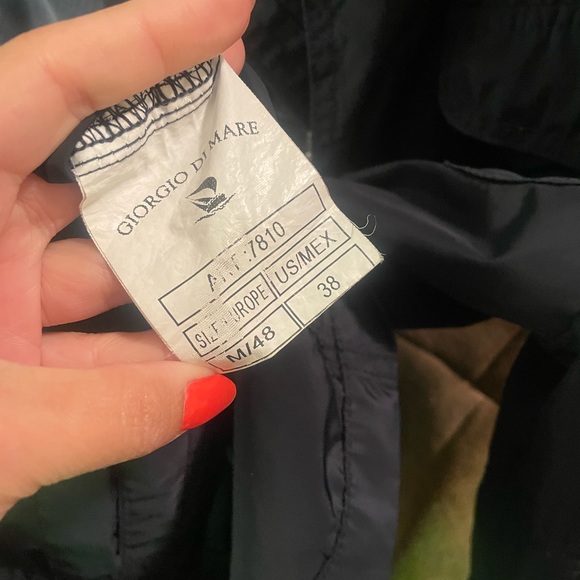 GIORGIO DI MARE
ART.:7810
SIZE EUROPE US/MEX
M/48 38